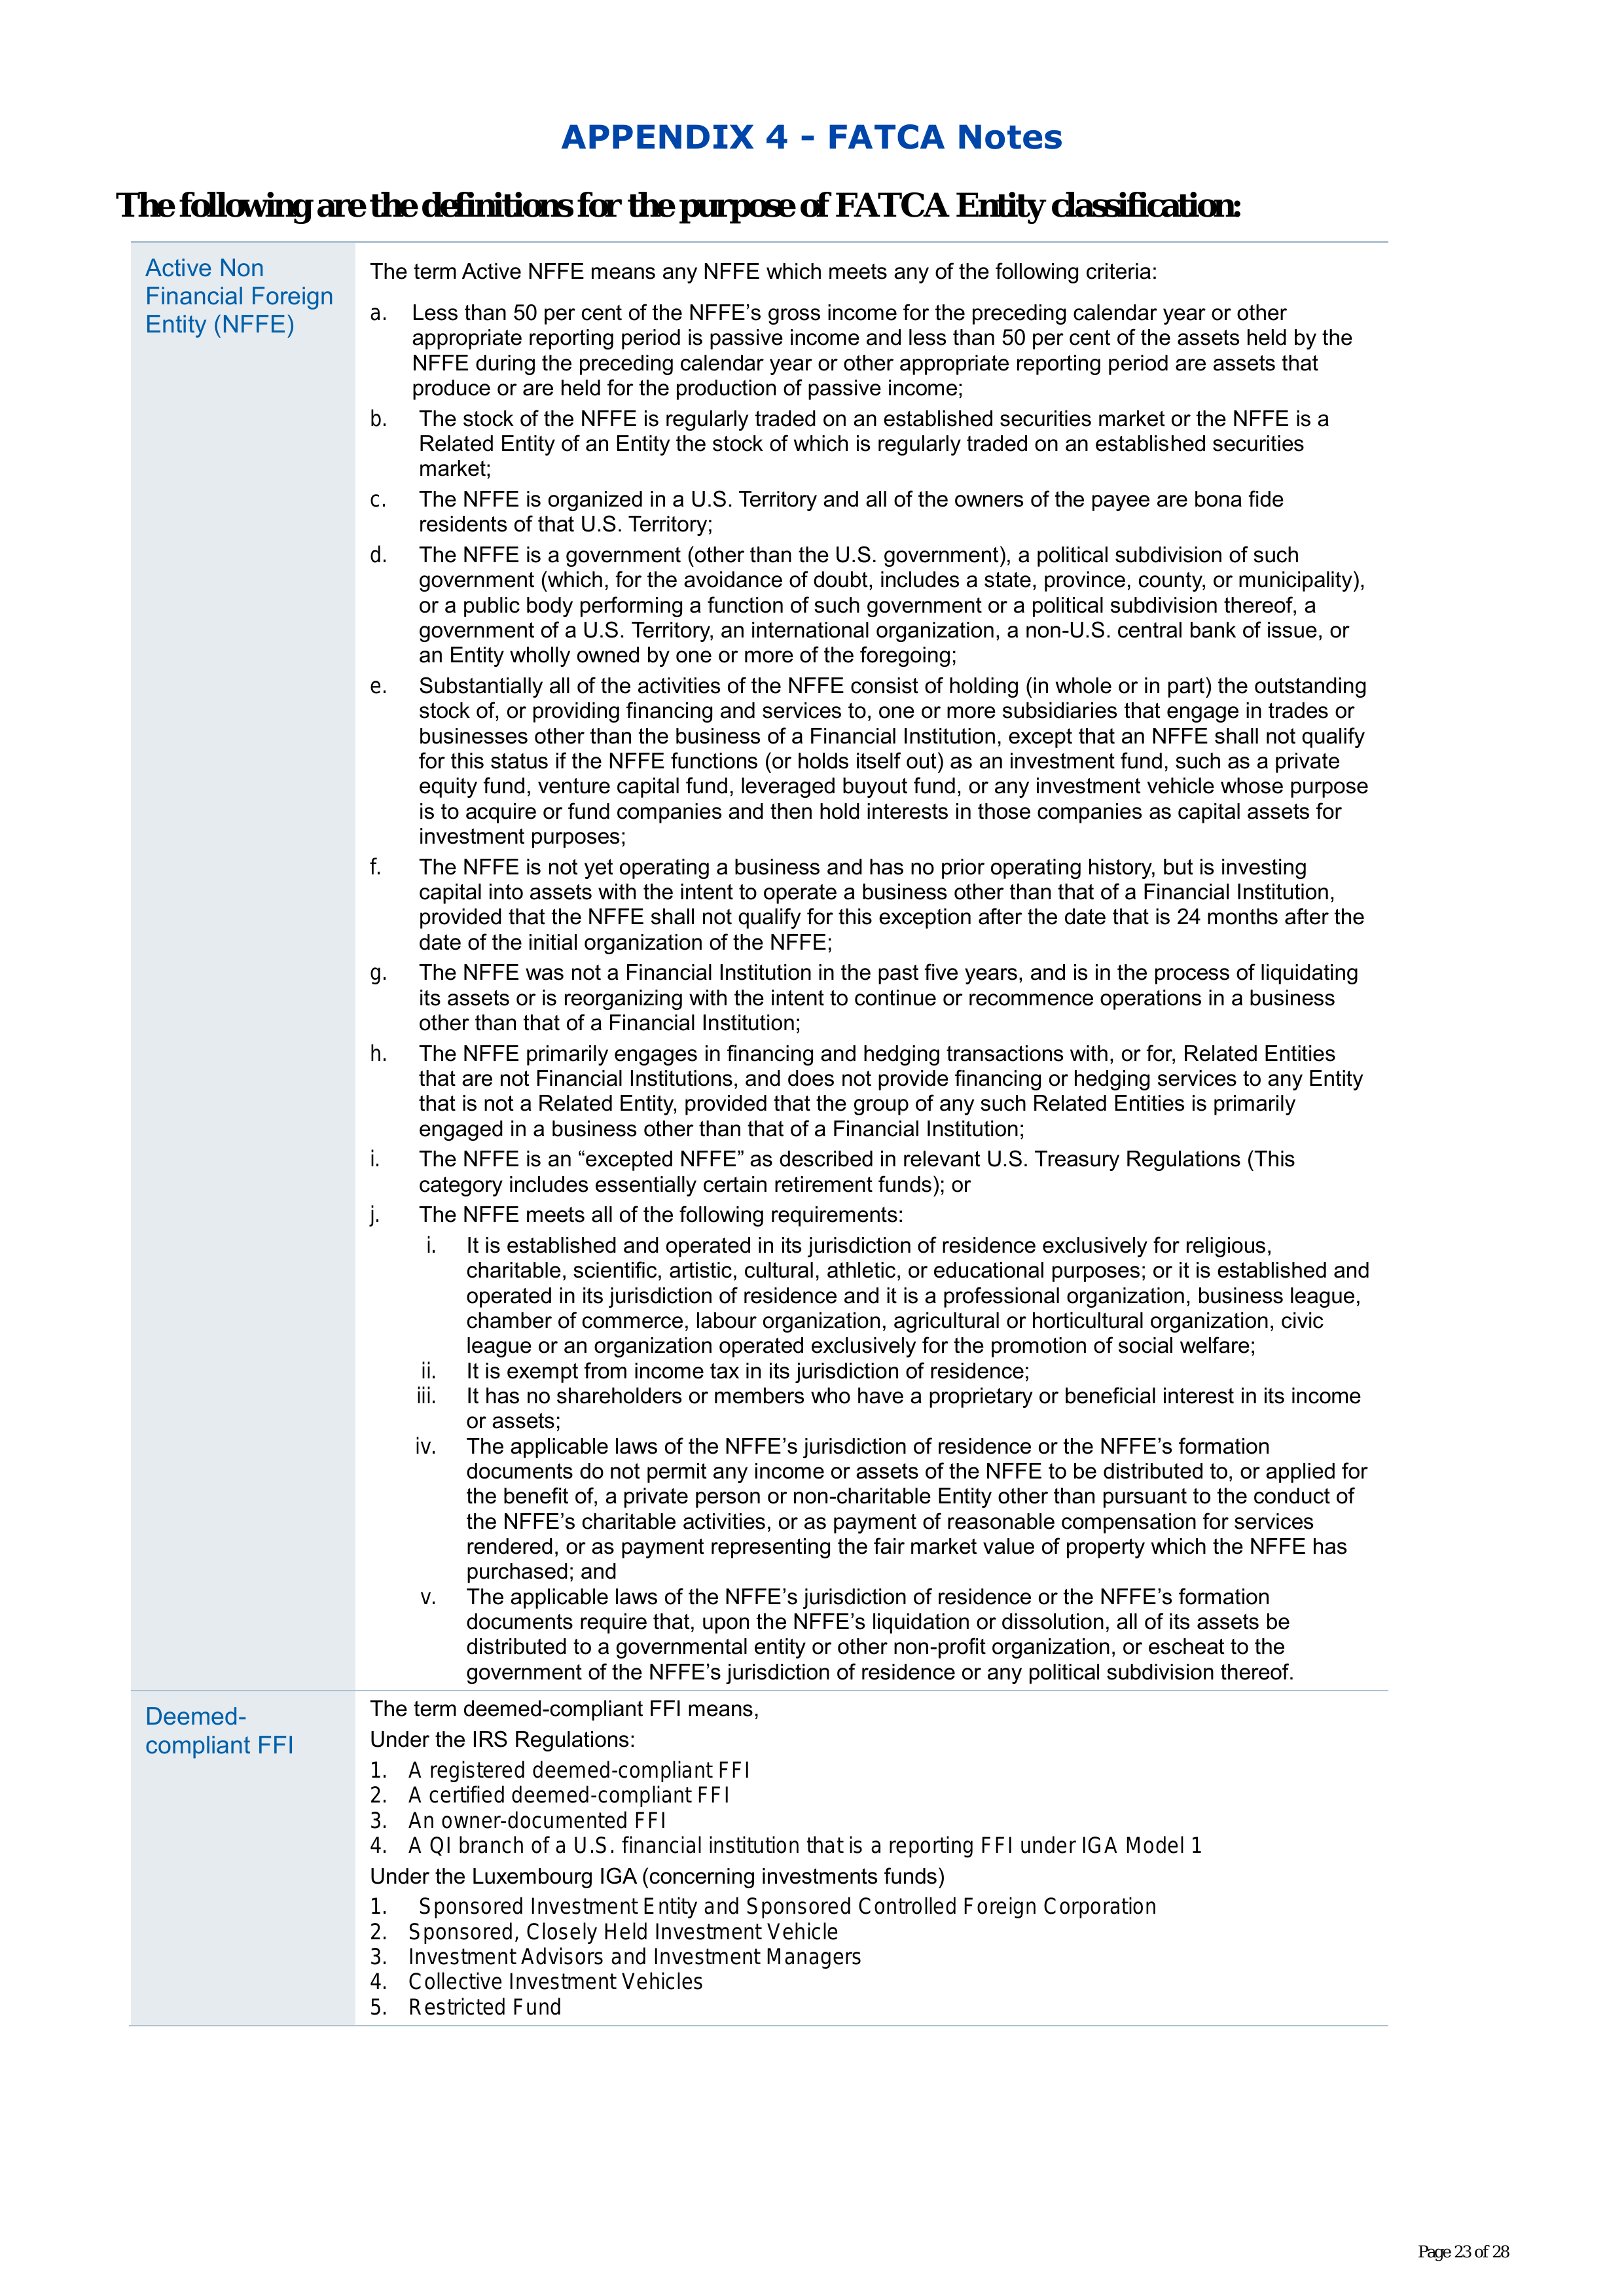 APPENDIX 4 – FATCA Notes
The following are the definitions for the purpose of FATCA Entity classification:
Active Non
Financial Foreign
Entity (NFFE)
The term Active NFFE means any NFFE which meets any of the following criteria:
a. Less than 50 per cent of the NFFE’s gross income for the preceding calendar year or other
appropriate reporting period is passive income and less than 50 per cent of the assets held by the
NFFE during the preceding calendar year or other appropriate reporting period are assets that
produce or are held for the production of passive income;
b. The stock of the NFFE is regularly traded on an established securities market or the NFFE is a
Related Entity of an Entity the stock of which is regularly traded on an established securities
market;
c. The NFFE is organized in a U.S. Territory and all of the owners of the payee are bona fide
residents of that U.S. Territory;
d. The NFFE is a government (other than the U.S. government), a political subdivision of such
government (which, for the avoidance of doubt, includes a state, province, county, or municipality),
or a public body performing a function of such government or a political subdivision thereof, a
government of a U.S. Territory, an international organization, a non-U.S. central bank of issue, or
an Entity wholly owned by one or more of the foregoing;
e. Substantially all of the activities of the NFFE consist of holding (in whole or in part) the outstanding
stock of, or providing financing and services to, one or more subsidiaries that engage in trades or
businesses other than the business of a Financial Institution, except that an NFFE shall not qualify
for this status if the NFFE functions (or holds itself out) as an investment fund, such as a private
equity fund, venture capital fund, leveraged buyout fund, or any investment vehicle whose purpose
is to acquire or fund companies and then hold interests in those companies as capital assets for
investment purposes;
f. The NFFE is not yet operating a business and has no prior operating history, but is investing
capital into assets with the intent to operate a business other than that of a Financial Institution,
provided that the NFFE shall not qualify for this exception after the date that is 24 months after the
date of the initial organization of the NFFE;
g. The NFFE was not a Financial Institution in the past five years, and is in the process of liquidating
its assets or is reorganizing with the intent to continue or recommence operations in a business
other than that of a Financial Institution;
h. The NFFE primarily engages in financing and hedging transactions with, or for, Related Entities
that are not Financial Institutions, and does not provide financing or hedging services to any Entity
that is not a Related Entity, provided that the group of any such Related Entities is primarily
engaged in a business other than that of a Financial Institution;
i. The NFFE is an “excepted NFFE” as described in relevant U.S. Treasury Regulations (This
category includes essentially certain retirement funds); or
j. The NFFE meets all of the following requirements:
i. It is established and operated in its jurisdiction of residence exclusively for religious,
charitable, scientific, artistic, cultural, athletic, or educational purposes; or it is established and
operated in its jurisdiction of residence and it is a professional organization, business league,
chamber of commerce, labour organization, agricultural or horticultural organization, civic
league or an organization operated exclusively for the promotion of social welfare;
ii. It is exempt from income tax in its jurisdiction of residence;
iii. It has no shareholders or members who have a proprietary or beneficial interest in its income
or assets;
iv. The applicable laws of the NFFE’s jurisdiction of residence or the NFFE’s formation
documents do not permit any income or assets of the NFFE to be distributed to, or applied for
the benefit of, a private person or non-charitable Entity other than pursuant to the conduct of
the NFFE’s charitable activities, or as payment of reasonable compensation for services
rendered, or as payment representing the fair market value of property which the NFFE has
purchased; and
v. The applicable laws of the NFFE’s jurisdiction of residence or the NFFE’s formation
documents require that, upon the NFFE’s liquidation or dissolution, all of its assets be
distributed to a governmental entity or other non-profit organization, or escheat to the
government of the NFFE’s jurisdiction of residence or any political subdivision thereof.
Deemed-
compliant FFI
The term deemed-compliant FFI means,
Under the IRS Regulations:
1. A registered deemed-compliant FFI
2. A certified deemed-compliant FFI
3. An owner-documented FFI
4. A QI branch of a U.S. financial institution that is a reporting FFI under IGA Model 1
Under the Luxembourg IGA (concerning investments funds)
1. Sponsored Investment Entity and Sponsored Controlled Foreign Corporation
2. Sponsored, Closely Held Investment Vehicle
3. Investment Advisors and Investment Managers
4. Collective Investment Vehicles
5. Restricted Fund
Page 23 of 28